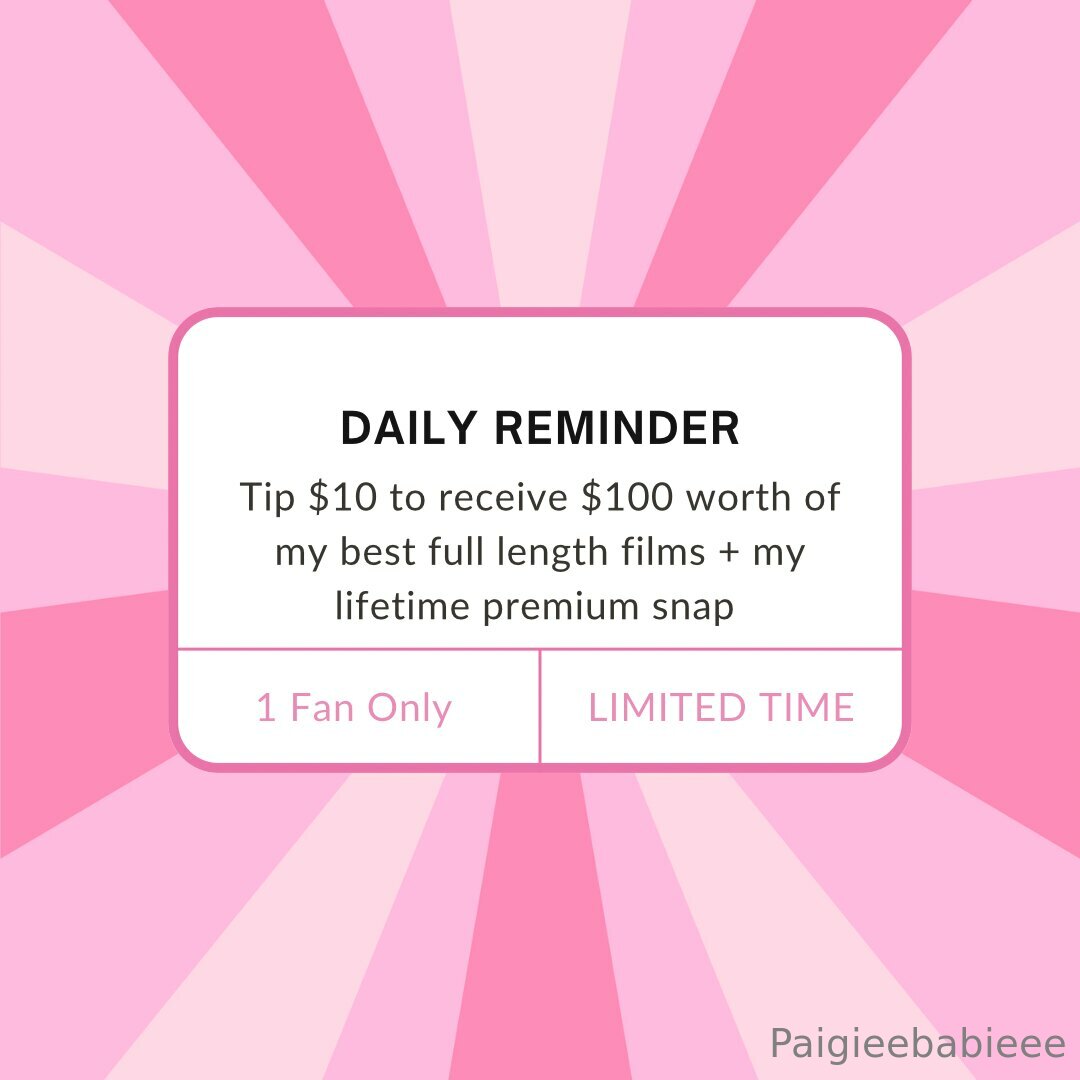 DAILY REMINDER
Tip $10 to receive $100 worth of
my best full length films + my
lifetime premium snap
1 Fan Only
LIMITED TIME
Paigieebabieee